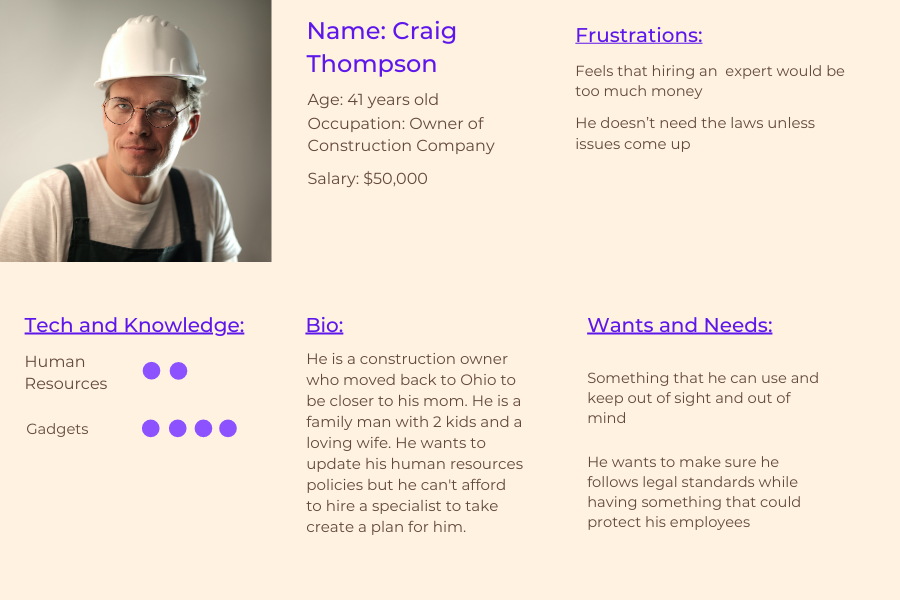 Name: Craig
Thompson
Age: 41 years old
Occupation: Owner of
Construction Company
Salary: $50,000
Frustrations:
Feels that hiring an  expert would be
too much money
He doesn’t need the laws unless
issues come up
Tech and Knowledge:
Human
Resources
Gadgets
Bio:
He is a construction owner
who moved back to Ohio to
be closer to his mom. He is a
family man with 2 kids and a
loving wife. He wants to
update his human resources
policies but he can't afford
to hire a specialist to take
create a plan for him.
Wants and Needs:
Something that he can use and
keep out of sight and out of
mind
He wants to make sure he
follows legal standards while
having something that could
protect his employees